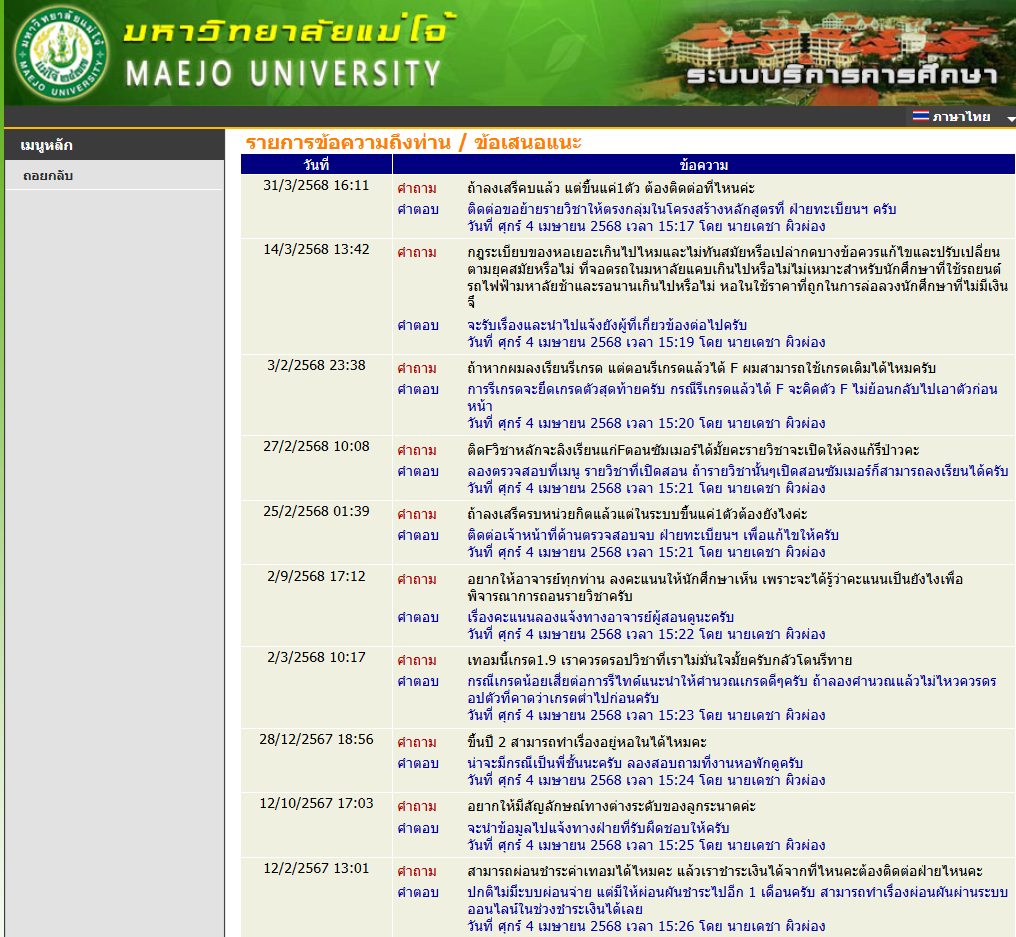 มหาวิทยาลัยแม่โจ้
MAEJO UNIVERSITY
MAEJO UNIVERSITY
ระบบบริการการศึกษา
ภาษาไทย
เมนูหลัก
ถอยกลับ
รายการข้อความถึงท่าน / ข้อเสนอแนะ
วันที่ ข้อความ
31/3/2568 16:11 คำถาม ถ้าลงเสรีคบแล้ว แต่ขึ้นแค่1ตัว ต้องติดต่อที่ไหนค่ะ
คำตอบ ติดต่อขอย้ายรายวิชาให้ตรงกลุ่มในโครงสร้างหลักสูตรที่ ฝ่ายทะเบียนฯ ครับ
วันที่ ศุกร์ 4 เมษายน 2568 เวลา 15:17 โดย นายเดชา ผิวผ่อง
14/3/2568 13:42 คำถาม กฎระเบียบของหอเยอะเกินไปไหมและไม่ทันสมัยหรือเปล่ากดบางข้อควรแก้ไขและปรับเปลี่ยน
ตามยุคสมัยหรือไม่ ที่จอดรถในมหาลัยแคบเกินไปหรือไม่ไม่เหมาะสำหรับนักศึกษาที่ใช้รถยนต์
รถไฟฟ้ามหาลัยช้าและรอนานเกินไปหรือไม่ หอในใช้ราคาที่ถูกในการล่อลวงนักศึกษาที่ไม่มีเงิน
จี
คำตอบ จะรับเรื่องและนำไปแจ้งยังผู้ที่เกี่ยวข้องต่อไปครับ
วันที่ ศุกร์ 4 เมษายน 2568 เวลา 15:19 โดย นายเดชา ผิวผ่อง
3/2/2568 23:38 คำถาม ถ้าหากผมลงเรียนรีเกรด แต่ตอนรีเกรดแล้วได้ F ผมสามารถใช้เกรดเดิมได้ไหมครับ
คำตอบ การรีเกรดจะยึดเกรดตัวสุดท้ายครับ กรณีรีเกรดแล้วได้ F จะคิดตัว F ไม่ย้อนกลับไปเอาตัวก่อน
หน้า
วันที่ ศุกร์ 4 เมษายน 2568 เวลา 15:20 โดย นายเดชา ผิวผ่อง
27/2/2568 10:08 คำถาม ติดFวิชาหลักจะลิงเรียนแก้Fตอนซัมเมอร์ได้มั้ยคะรายวิชาจะเปิดให้ลงแก้รึ่ป่าวคะ
คำตอบ ลองตรวจสอบที่เมนู รายวิชาที่เปิดสอน ถ้ารายวิชานั้นๆเปิดสอนซัมเมอร์ก็สามารถลงเรียนได้ครับ
วันที่ ศุกร์ 4 เมษายน 2568 เวลา 15:21 โดย นายเดชา ผิวผ่อง
25/2/2568 01:39 คำถาม ถ้าลงเสรีครบหน่วยกิตแล้วแต่ในระบบขึ้นแค่1ตัวต้องยังไงค่ะ
คำตอบ ติดต่อเจ้าหน้าที่ด้านตรวจสอบจบ ฝ่ายทะเบียนฯ เพื่อแก้ไขให้ครับ
วันที่ ศุกร์ 4 เมษายน 2568 เวลา 15:21 โดย นายเดชา ผิวผ่อง
2/9/2568 17:12 คำถาม อยากให้อาจารย์ทุกท่าน ลงคะแนนให้นักศึกษาเห็น เพราะจะได้รู้ว่าคะแนนเป็นยังไงเพื่อ
พิจารณาการถอนรายวิชาครับ
คำตอบ เรื่องคะแนนลองแจ้งทางอาจารย์ผู้สอนดูนะครับ
วันที่ ศุกร์ 4 เมษายน 2568 เวลา 15:22 โดย นายเดชา ผิวผ่อง
2/3/2568 10:17 คำถาม เทอมนี้เกรด1.9 เราควรดรอปวิชาที่เราไม่มั่นใจมั้ยครับกลัวโดนรีทาย
คำตอบ กรณีเกรดน้อยเสี่ยต่อการรีไทต์แนะนำให้คำนวณเกรดดีๆครับ ถ้าลองคำนวณแล้วไม่ไหวควรดร
อปตัวที่คาดว่าเกรดต่ำไปก่อนครับ
วันที่ ศุกร์ 4 เมษายน 2568 เวลา 15:23 โดย นายเดชา ผิวผ่อง
28/12/2567 18:56 คำถาม ขึ้นปี 2 สามารถทำเรื่องอยู่หอในได้ไหมคะ
คำตอบ น่าจะมีกรณีเป็นพี่ชั้นนะครับ ลองสอบถามที่งานหอพักดูครับ
วันที่ ศุกร์ 4 เมษายน 2568 เวลา 15:24 โดย นายเดชา ผิวผ่อง
12/10/2567 17:03 คำถาม อยากให้มีสัญลักษณ์ทางต่างระดับของลูกระนาดค่ะ
คำตอบ จะนำข้อมูลไปแจ้งทางฝ่ายที่รับผืดชอบให้ครับ
วันที่ ศุกร์ 4 เมษายน 2568 เวลา 15:25 โดย นายเดชา ผิวผ่อง
12/2/2567 13:01 คำถาม สามารถผ่อนชำระค่าเทอมได้ไหมคะ แล้วเราชำระเงินได้จากที่ไหนคะต้องติดต่อฝ่ายไหนคะ
คำตอบ ปกติไม่มีะบบผ่อนจ่าย แต่มีให้ผ่อนผันชำระไปอีก 1 เดือนครับ สามารถทำเรื่องผ่อนผันผ่านระบบ
ออนไลน์ในช่วงชำระเงินได้เลย
วันที่ ศุกร์ 4 เมษายน 2568 เวลา 15:26 โดย นายเดชา ผิวผ่อง